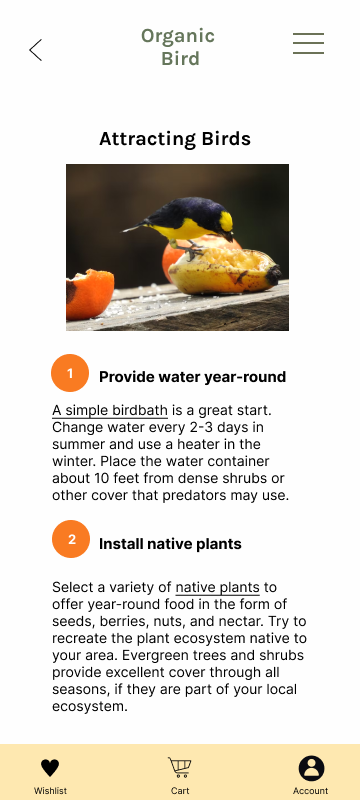 Organic
Bird
Attracting Birds
1
Provide water year-round
A simple birdbath is a great start.
Change water every 2-3 days in
summer and use a heater in the
winter. Place the water container
about 10 feet from dense shrubs or
other cover that predators may use.
2
Install native plants
Select a variety of native plants to
offer year-round food in the form of
seeds, berries, nuts, and nectar. Try to
recreate the plant ecosystem native to
your area. Evergreen trees and shrubs
provide excellent cover through all
seasons, if they are part of your local
ecosystem.
Wishlist
Cart
Account